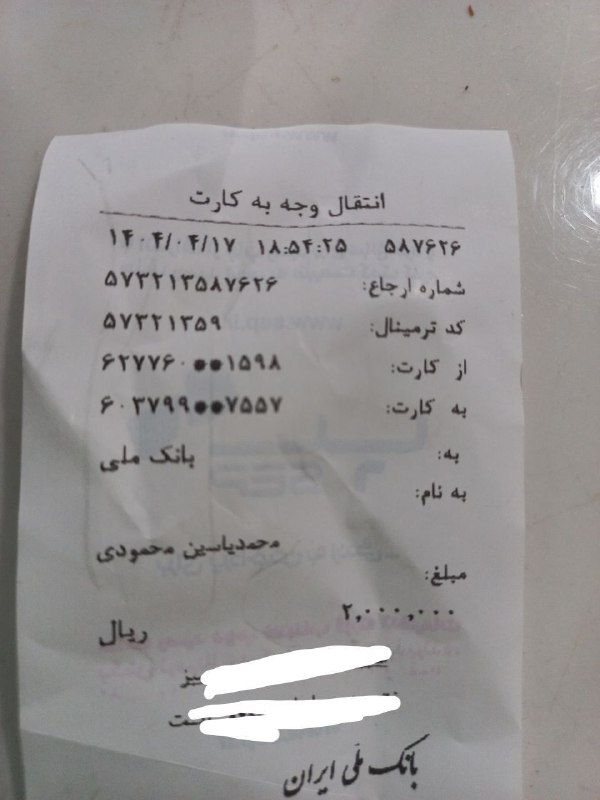 انتقال وجه به کارت
۱۴۰۴/۰۴/۱۷ ۱۸:۵۴:۲۵ ۵۸۷۶۲۶
شماره ارجاع: ۵۷۳۲۱۳۵۸۷۶۲۶
کد ترمینال: ۵۷۳۲۱۳۵۹
از کارت: ۶۲۷۷۶۰●●۱۵۹۸
به کارت: ۶۰۳۷۹۹●●۷۵۵۷
به: بانک ملی
به نام:
محمدیاسین محمودی
مبلغ:
۲,۰۰۰,۰۰۰
ریال
بانک ملی ایران